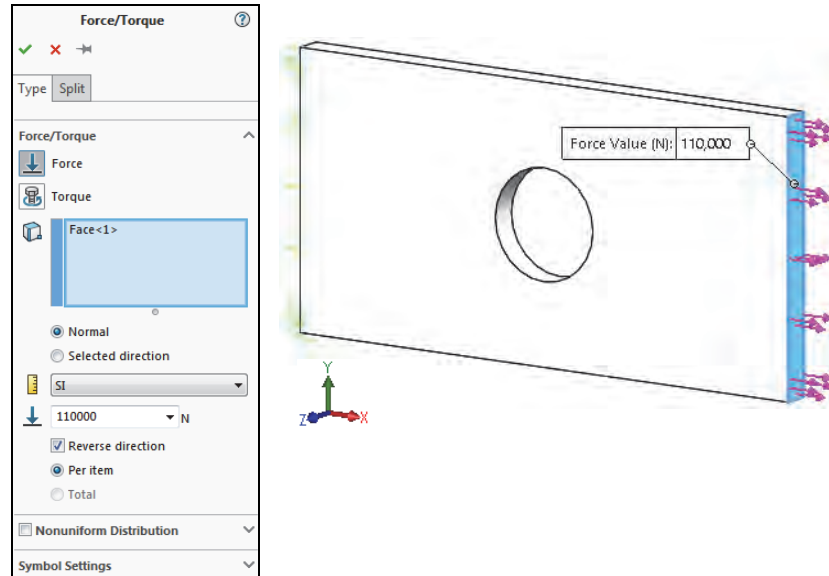 Force/Torque
?
Type Split
Force/Torque
Force
Torque
Face<1>
Normal
Selected direction
SI
110000 N
Reverse direction
Per item
Total
Nonuniform Distribution
Symbol Settings
Force Value (N): 110,000
Y
Z X